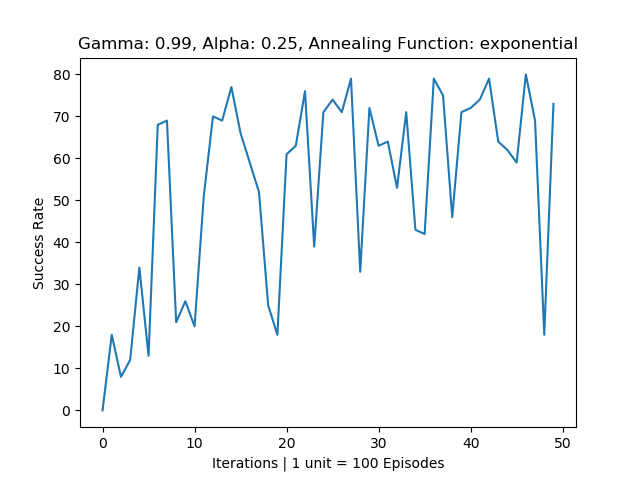 Gamma: 0.99, Alpha: 0.25, Annealing Function: exponential
80
70
60
50
40
30
20
10
0
Success Rate
0 10 20 30 40 50
Iterations | 1 unit = 100 Episodes